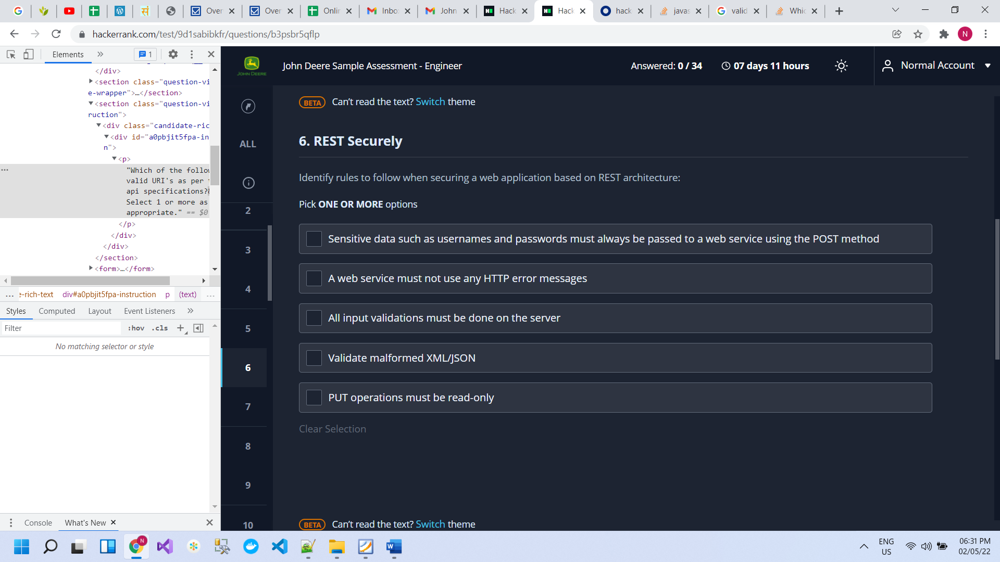 Over
Over
Onlin
Inbo
John
Hack
Hack
hack
javas
valid
Whic
hackerrank.com/test/9d1sabibkfr/questions/b3psbr5qflp
N
Elements
1
</div>
<section class="question-vi
e-wrapper">…</section>
<section class="question-vi
ruction">
<div class="candidate-ric
<div id="a0pbjit5fpa-in
n">
<p>
"Which of the follow
valid URI's as per
api specifications?
Select 1 or more as
appropriate." == $0
</p>
</div>
</div>
</section>
<form>…</form>
... e-rich-text div#a0pbjit5fpa-instruction p (text) ...
Styles Computed Layout Event Listeners
Filter :hov .cls
No matching selector or style
Console What's New
JOHN DEERE
John Deere Sample Assessment - Engineer
Answered: 0 / 34
07 days 11 hours
Normal Account
ALL
2
3
4
5
6
7
8
9
10
BETA Can't read the text? Switch theme
6. REST Securely
Identify rules to follow when securing a web application based on REST architecture:
Pick ONE OR MORE options
Sensitive data such as usernames and passwords must always be passed to a web service using the POST method
A web service must not use any HTTP error messages
All input validations must be done on the server
Validate malformed XML/JSON
PUT operations must be read-only
Clear Selection
BETA Can't read the text? Switch theme
N
ENG
US
06:31 PM
02/05/22